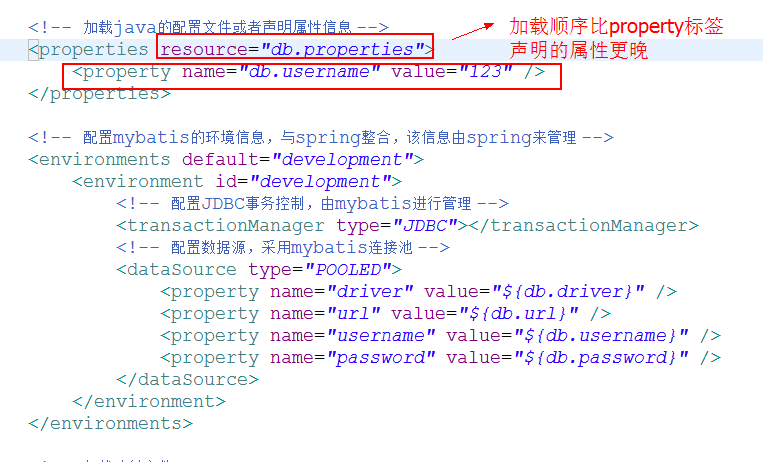 <!-- 加载java的配置文件或者声明属性信息 -->
加载顺序比property标签
<properties resource="db.properties">
声明的属性更晚
<property name="db.username" value="123" />
</properties>
<!-- 配置mybatis的环境信息，与spring整合，该信息由spring来管理 -->
<environments default="development">
<environment id="development">
<!-- 配置JDBC事务控制，由mybatis进行管理 -->
<transactionManager type="JDBC"></transactionManager>
<!-- 配置数据源，采用mybatis连接池 -->
<dataSource type="POOLED">
<property name="driver" value="${db.driver}" />
<property name="url" value="${db.url}" />
<property name="username" value="${db.username}" />
<property name="password" value="${db.password}" />
</dataSource>
</environment>
</environments>